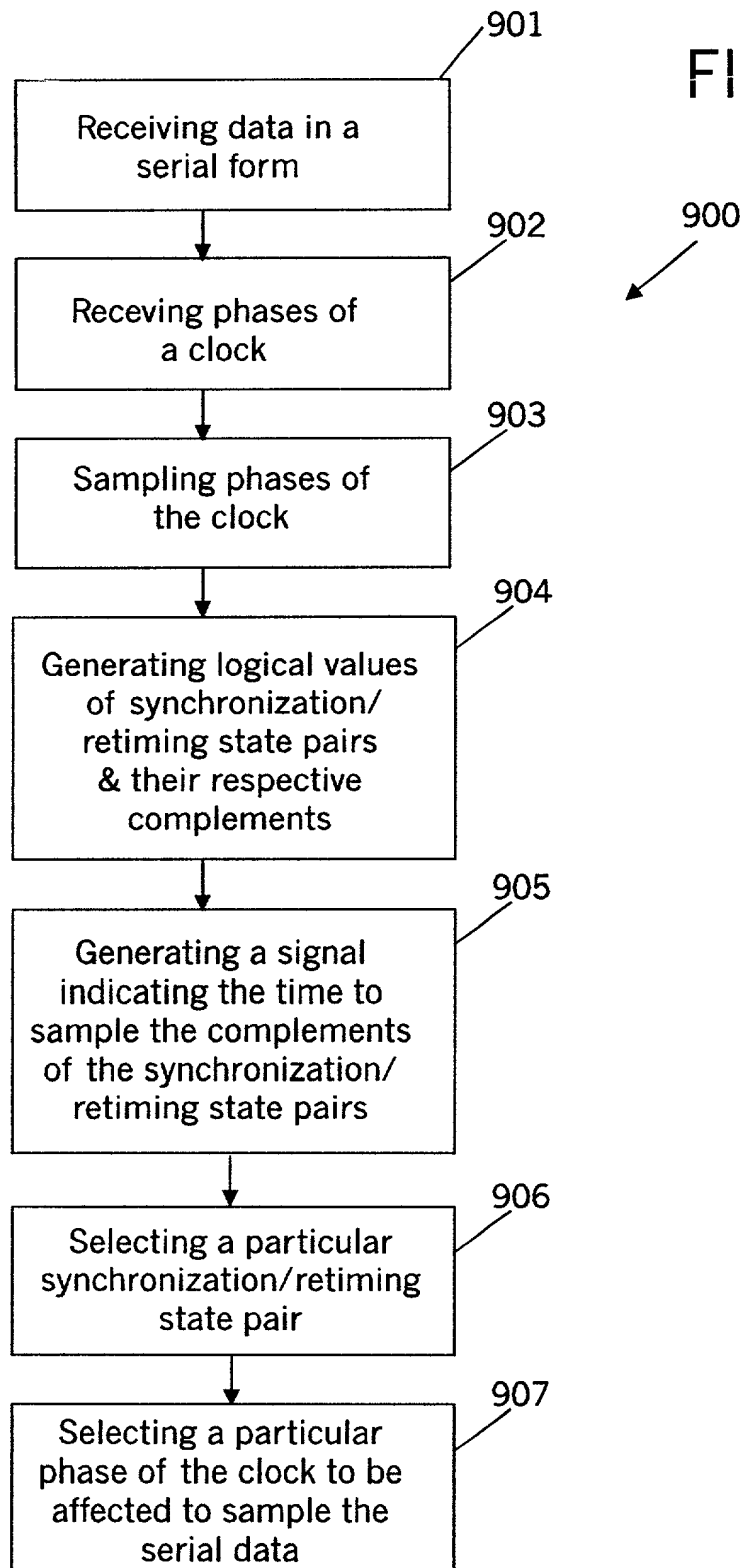 901
FI
Receiving data in a
serial form
900
902
Receving phases of
a clock
903
Sampling phases of
the clock
904
Generating logical values
of synchronization/
retiming state pairs
& their respective
complements
905
Generating a signal
indicating the time to
sample the complements
of the synchronization/
retiming state pairs
906
Selecting a particular
synchronization/retiming
state pair
907
Selecting a particular
phase of the clock to be
affected to sample the
serial data